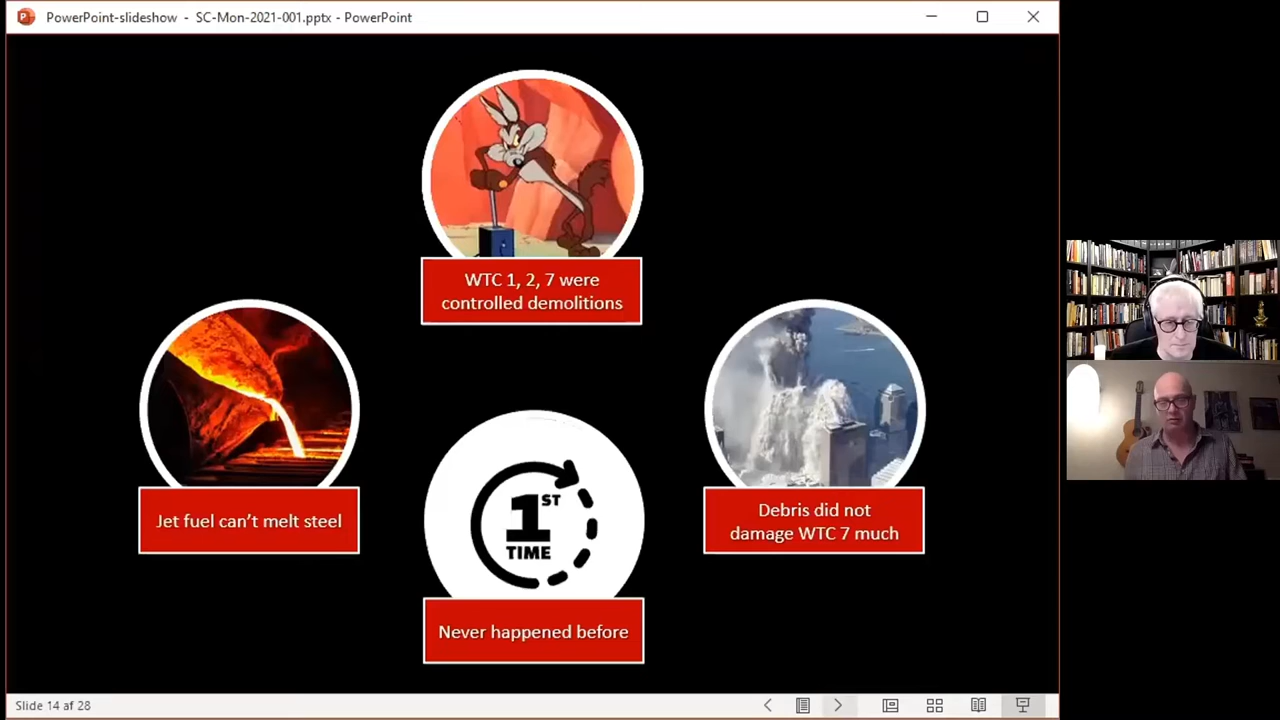 PowerPoint-slideshow - SC-Mon-2021-001.pptx - PowerPoint
WTC 1, 2, 7 were
controlled demolitions
Jet fuel can't melt steel
Debris did not
damage WTC 7 much
1ST
TIME
Never happened before
Slide 14 af 28